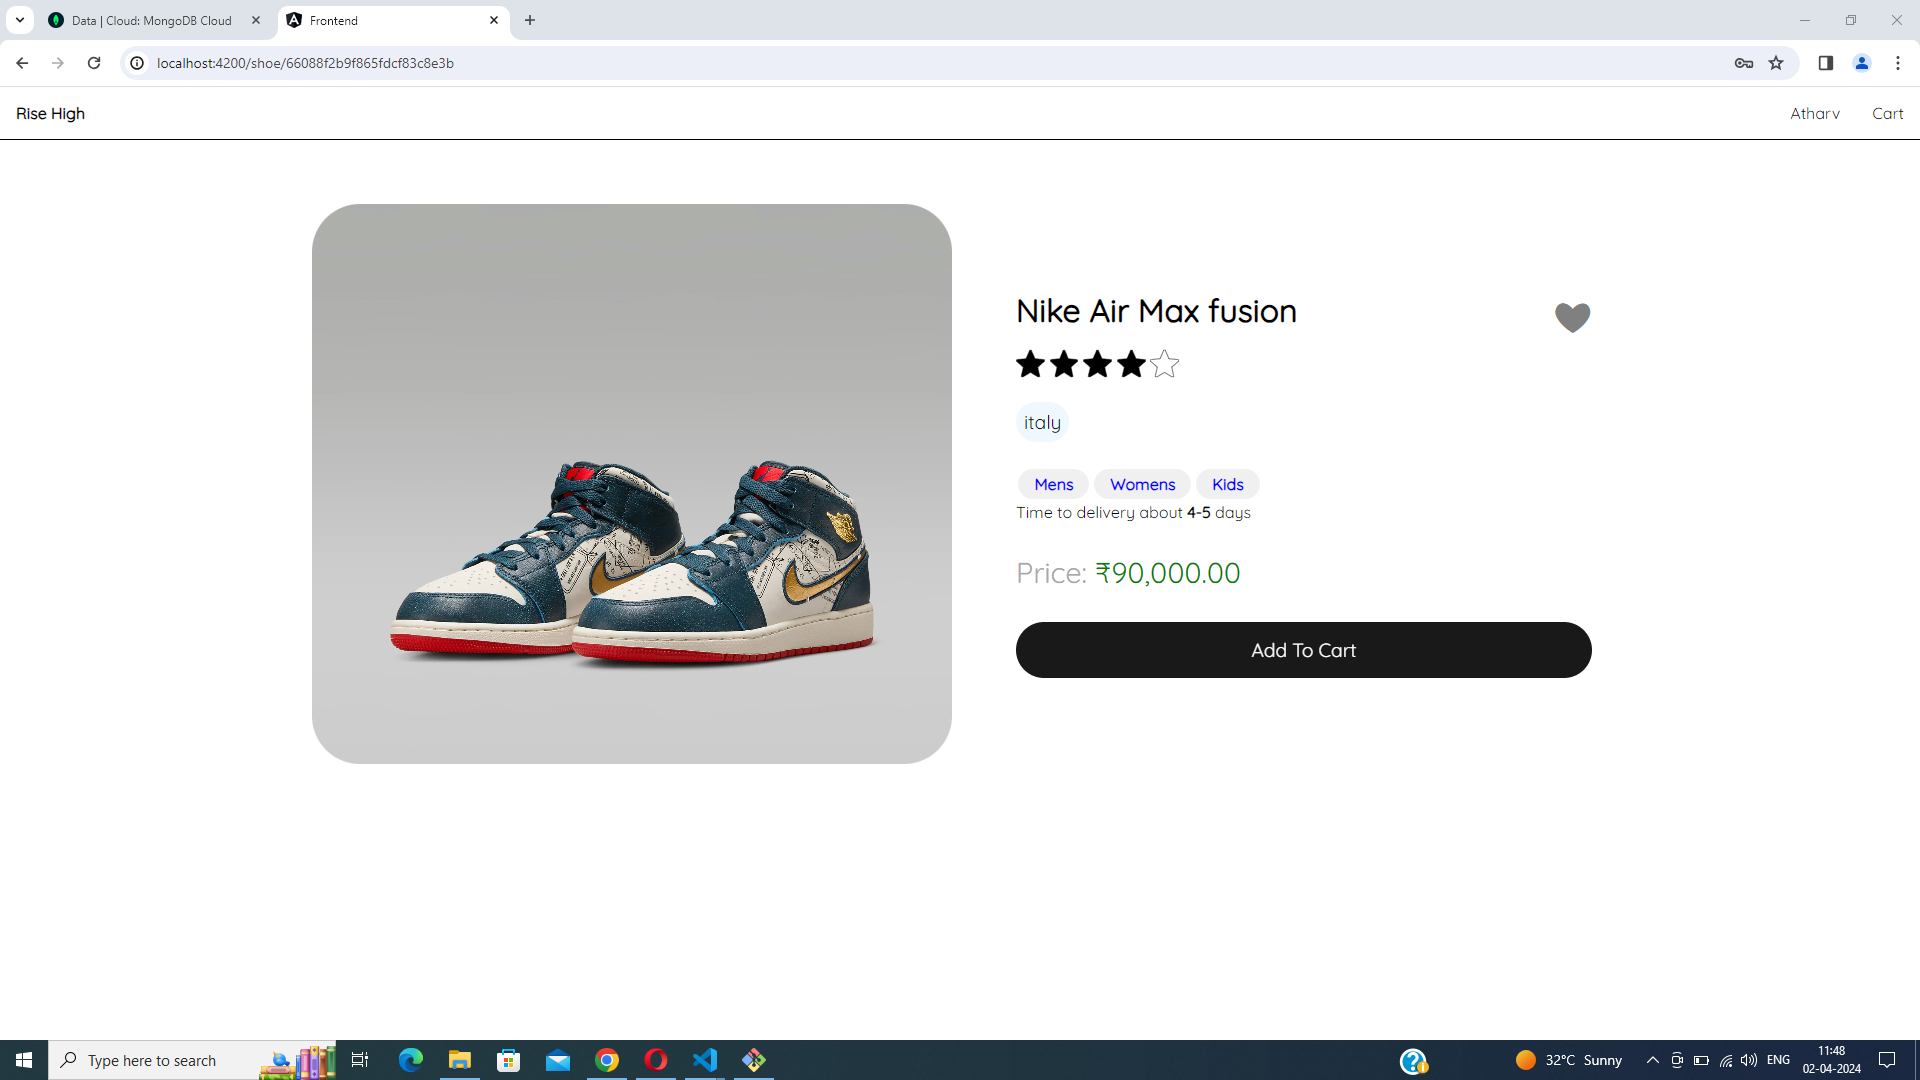 Data | Cloud: MongoDB Cloud
Frontend
localhost:4200/shoe/66088f2b9f865fdcf83c8e3b
Rise High
Atharv
Cart
Nike Air Max fusion
italy
Mens
Womens
Kids
Time to delivery about 4-5 days
Price: ₹90,000.00
Add To Cart
Type here to search
32°C Sunny
ENG
11:48
02-04-2024